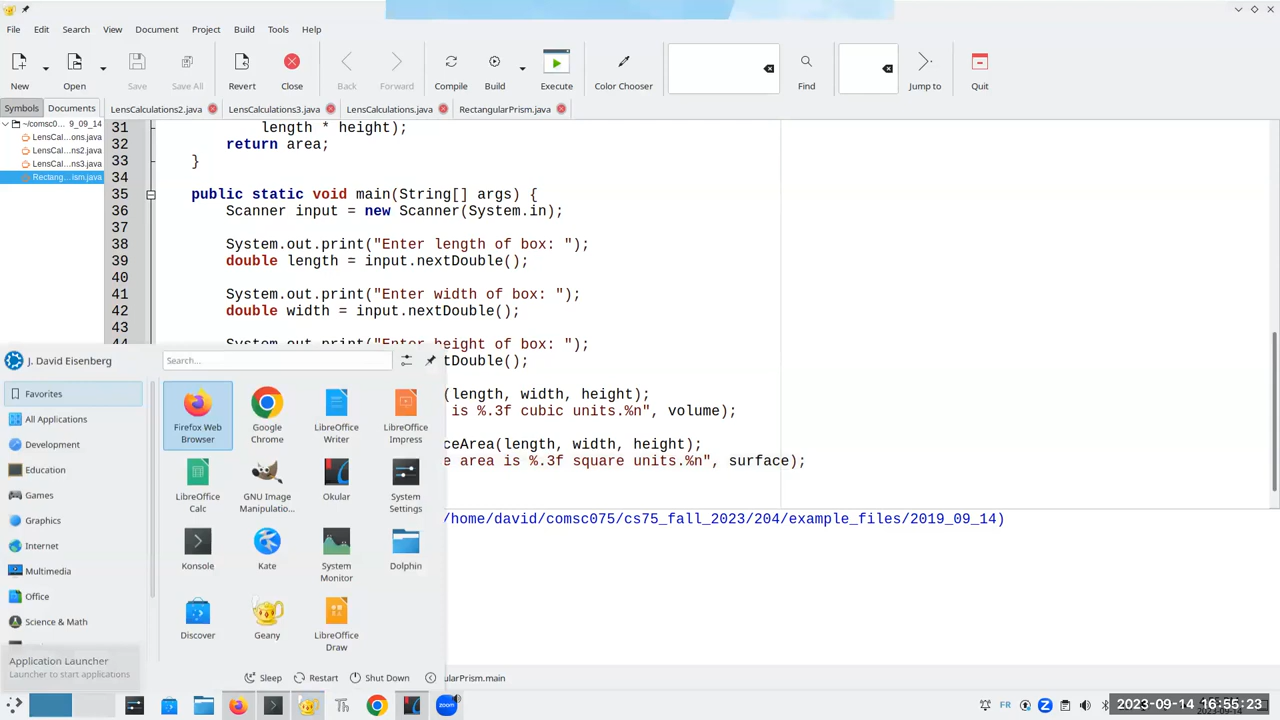 File Edit Search View Document Project Build Tools Help
New Open Save Save All Revert Close Back Forward Compile Build Execute Color Chooser Find Jump to Quit
Symbols Documents LensCalculations2.java LensCalculations3.java LensCalculations.java RectangularPrism.java
~/comsc0... 9_09_14
LensCal...ons.java
LensCal...ns2.java
LensCal...ns3.java
Rectang...ism.java
31 length * height);
32 return area;
33 }
34
35 public static void main(String[] args) {
36 Scanner input = new Scanner(System.in);
37
38 System.out.print("Enter length of box: ");
39 double length = input.nextDouble();
40
41 System.out.print("Enter width of box: ");
42 double width = input.nextDouble();
43
44 System.out.print("Enter height of box: ");
tDouble();
(length, width, height);
is %.3f cubic units.%n", volume);
ceArea(length, width, height);
e area is %.3f square units.%n", surface);
/home/david/comsc075/cs75_fall_2023/204/example_files/2019_09_14)
J. David Eisenberg
Search...
Favorites
All Applications
Development
Education
Games
Graphics
Internet
Multimedia
Office
Science & Math
Firefox Web Browser
Google Chrome
LibreOffice Writer
LibreOffice Impress
LibreOffice Calc
GNU Image Manipulatio...
Okular
System Settings
Konsole
Kate
System Monitor
Dolphin
Discover
Geany
LibreOffice Draw
Application Launcher
Launcher to start applications
Sleep Restart Shut Down
ularPrism.main
zoom
FR
2023-09-14 16:55:23